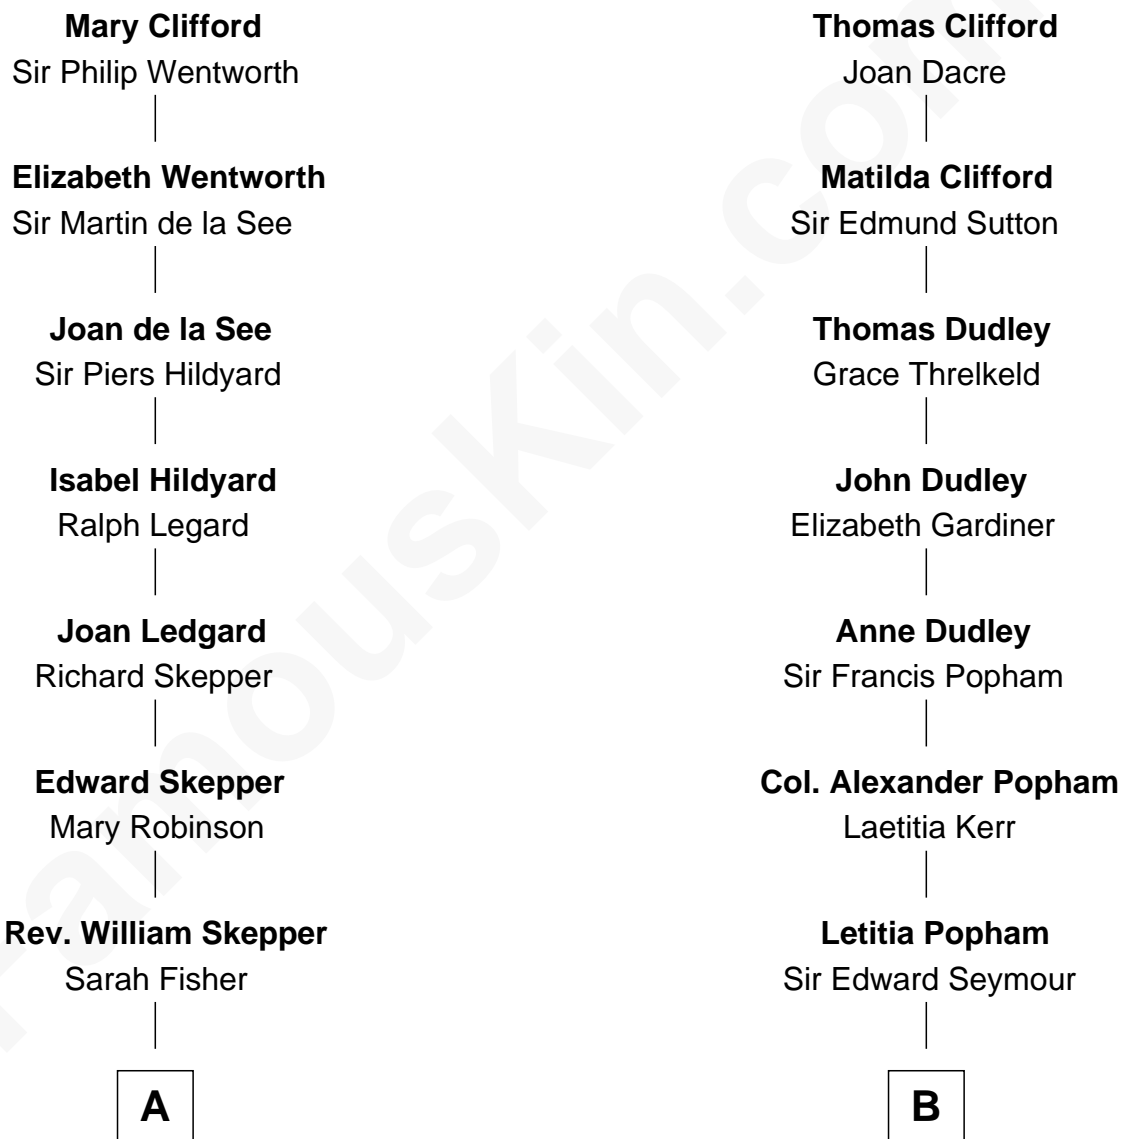 Mary Clifford
Sir Philip Wentworth
Elizabeth Wentworth
Sir Martin de la See
Joan de la See
Sir Piers Hildyard
Isabel Hildyard
Ralph Legard
Joan Ledgard
Richard Skepper
Edward Skepper
Mary Robinson
Rev. William Skepper
Sarah Fisher
A
Thomas Clifford
Joan Dacre
Matilda Clifford
Sir Edmund Sutton
Thomas Dudley
Grace Threlkeld
John Dudley
Elizabeth Gardiner
Anne Dudley
Sir Francis Popham
Col. Alexander Popham
Laetitia Kerr
Letitia Popham
Sir Edward Seymour
B
FamousKin.com